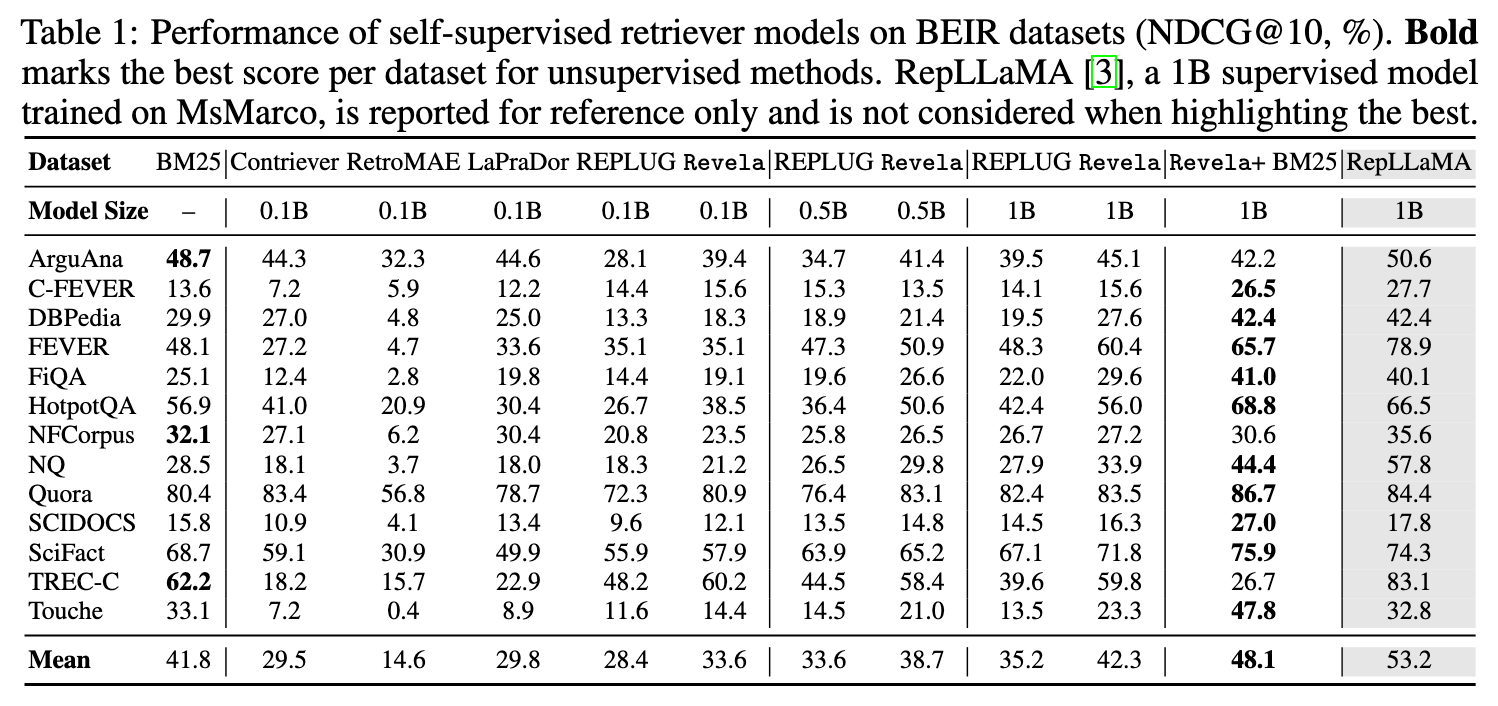 Table 1: Performance of self-supervised retriever models on BEIR datasets (NDCG@10, %). Bold
marks the best score per dataset for unsupervised methods. RepLLaMA [3], a 1B supervised model
trained on MsMarco, is reported for reference only and is not considered when highlighting the best.
Dataset BM25 Contriever RetroMAE LaPraDor REPLUG Revela REPLUG Revela REPLUG Revela Revela+ BM25 RepLLaMA
Model Size – 0.1B 0.1B 0.1B 0.1B 0.1B 0.5B 0.5B 1B 1B 1B 1B
ArguAna 48.7 44.3 32.3 44.6 28.1 39.4 34.7 41.4 39.5 45.1 42.2 50.6
C-FEVER 13.6 7.2 5.9 12.2 14.4 15.6 15.3 13.5 14.1 15.6 26.5 27.7
DBPedia 29.9 27.0 4.8 25.0 13.3 18.3 18.9 21.4 19.5 27.6 42.4 42.4
FEVER 48.1 27.2 4.7 33.6 35.1 35.1 47.3 50.9 48.3 60.4 65.7 78.9
FiQA 25.1 12.4 2.8 19.8 14.4 19.1 19.6 26.6 22.0 29.6 41.0 40.1
HotpotQA 56.9 41.0 20.9 30.4 26.7 38.5 36.4 50.6 42.4 56.0 68.8 66.5
NFCorpus 32.1 27.1 6.2 30.4 20.8 23.5 25.8 26.5 26.7 27.2 30.6 35.6
NQ 28.5 18.1 3.7 18.0 18.3 21.2 26.5 29.8 27.9 33.9 44.4 57.8
Quora 80.4 83.4 56.8 78.7 72.3 80.9 76.4 83.1 82.4 83.5 86.7 84.4
SCIDOCS 15.8 10.9 4.1 13.4 9.6 12.1 13.5 14.8 14.5 16.3 27.0 17.8
SciFact 68.7 59.1 30.9 49.9 55.9 57.9 63.9 65.2 67.1 71.8 75.9 74.3
TREC-C 62.2 18.2 15.7 22.9 48.2 60.2 44.5 58.4 39.6 59.8 26.7 83.1
Touche 33.1 7.2 0.4 8.9 11.6 14.4 14.5 21.0 13.5 23.3 47.8 32.8
Mean 41.8 29.5 14.6 29.8 28.4 33.6 33.6 38.7 35.2 42.3 48.1 53.2